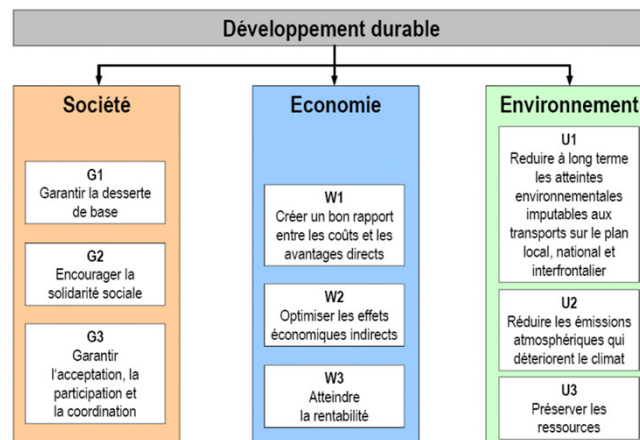 Développement durable
Société
G1
Garantir la desserte
de base
G2
Encourager la
solidarité sociale
G3
Garantir
l'acceptation, la
participation et
la coordination
Economie
W1
Créer un bon rapport
entre les coûts et les
avantages directs
W2
Optimiser les effets
économiques indirects
W3
Atteindre
la rentabilité
Environnement
U1
Reduire à long terme
les atteintes
environnementales
imputables aux
transports sur le plan
local, national et
interfrontalier
U2
Réduire les émissions
atmosphériques qui
déteriorent le climat
U3
Préserver les
ressources